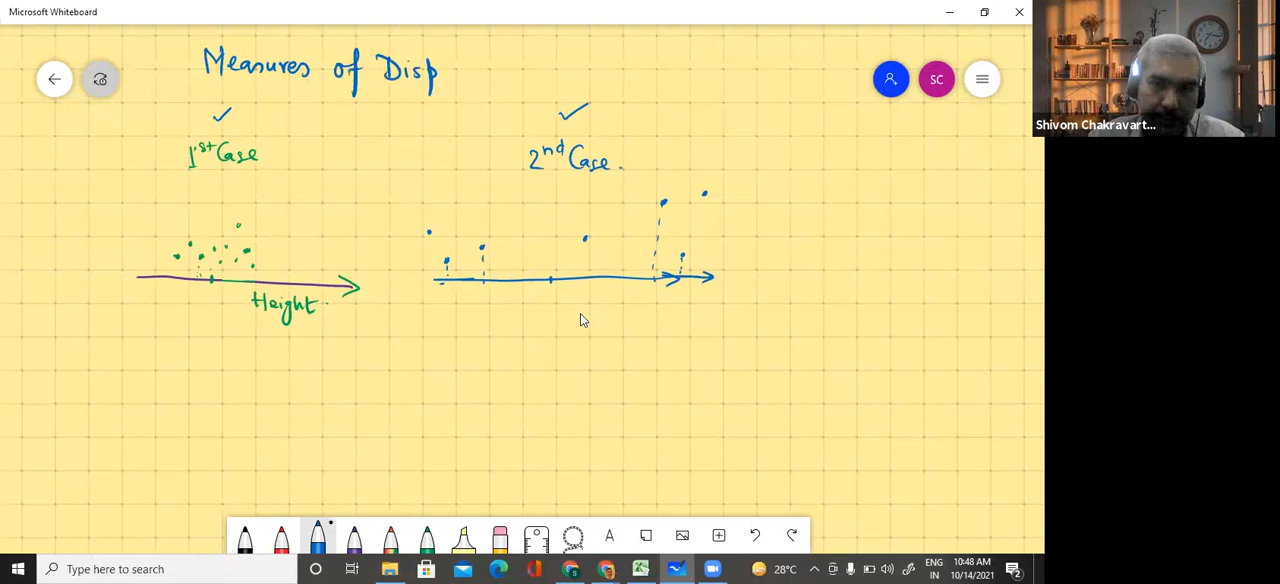 Microsoft Whiteboard
Measures of Disp
SC
Shivom Chakravart...
1st Case
2nd Case.
Height
A
Type here to search
28°C
ENG
IN
10:48 AM
10/14/2021
2